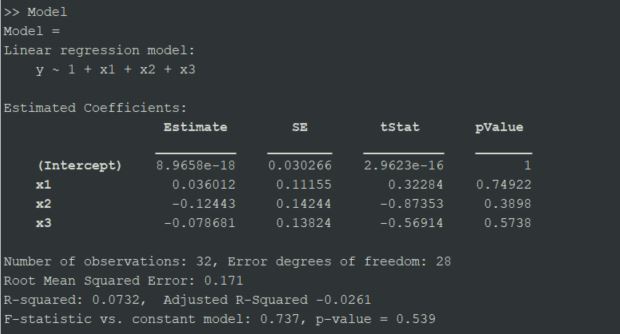 >> Model
Model =
Linear regression model:
y ~ 1 + x1 + x2 + x3
Estimated Coefficients:
Estimate SE tStat pValue
(Intercept) 8.9658e-18 0.030266 2.9623e-16 1
x1 0.036012 0.11155 0.32284 0.74922
x2 -0.12443 0.14244 -0.87353 0.3898
x3 -0.078681 0.13824 -0.56914 0.5738
Number of observations: 32, Error degrees of freedom: 28
Root Mean Squared Error: 0.171
R-squared: 0.0732, Adjusted R-Squared -0.0261
F-statistic vs. constant model: 0.737, p-value = 0.539